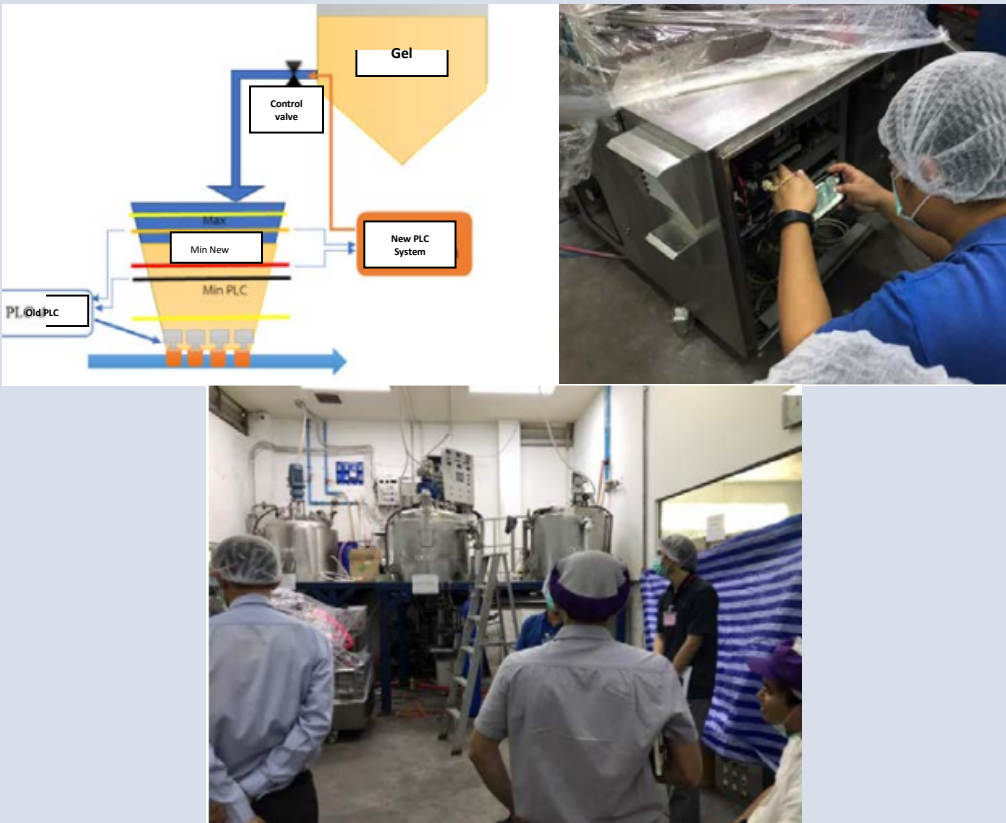 Gel
Control
valve
Max
Min New
New PLC
System
Min PLC
Old PLC